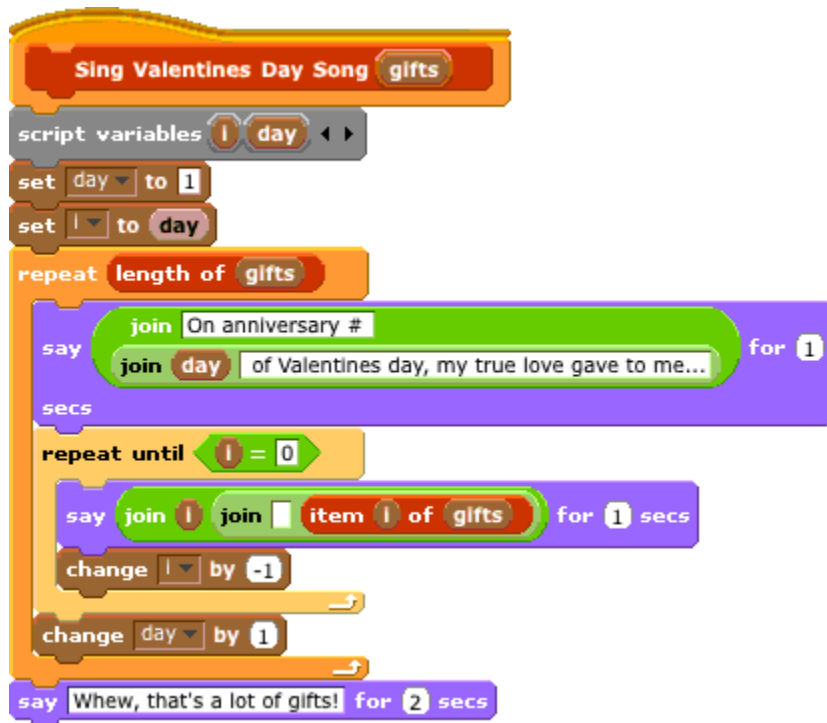 Sing Valentines Day Song gifts
script variables i day
set day to 1
set i to day
repeat length of gifts
join On anniversary #
say for 1
join day of Valentines day, my true love gave to me...
secs
repeat until i = 0
say join i join item i of gifts for 1 secs
change i by -1
change day by 1
say Whew, that's a lot of gifts! for 2 secs